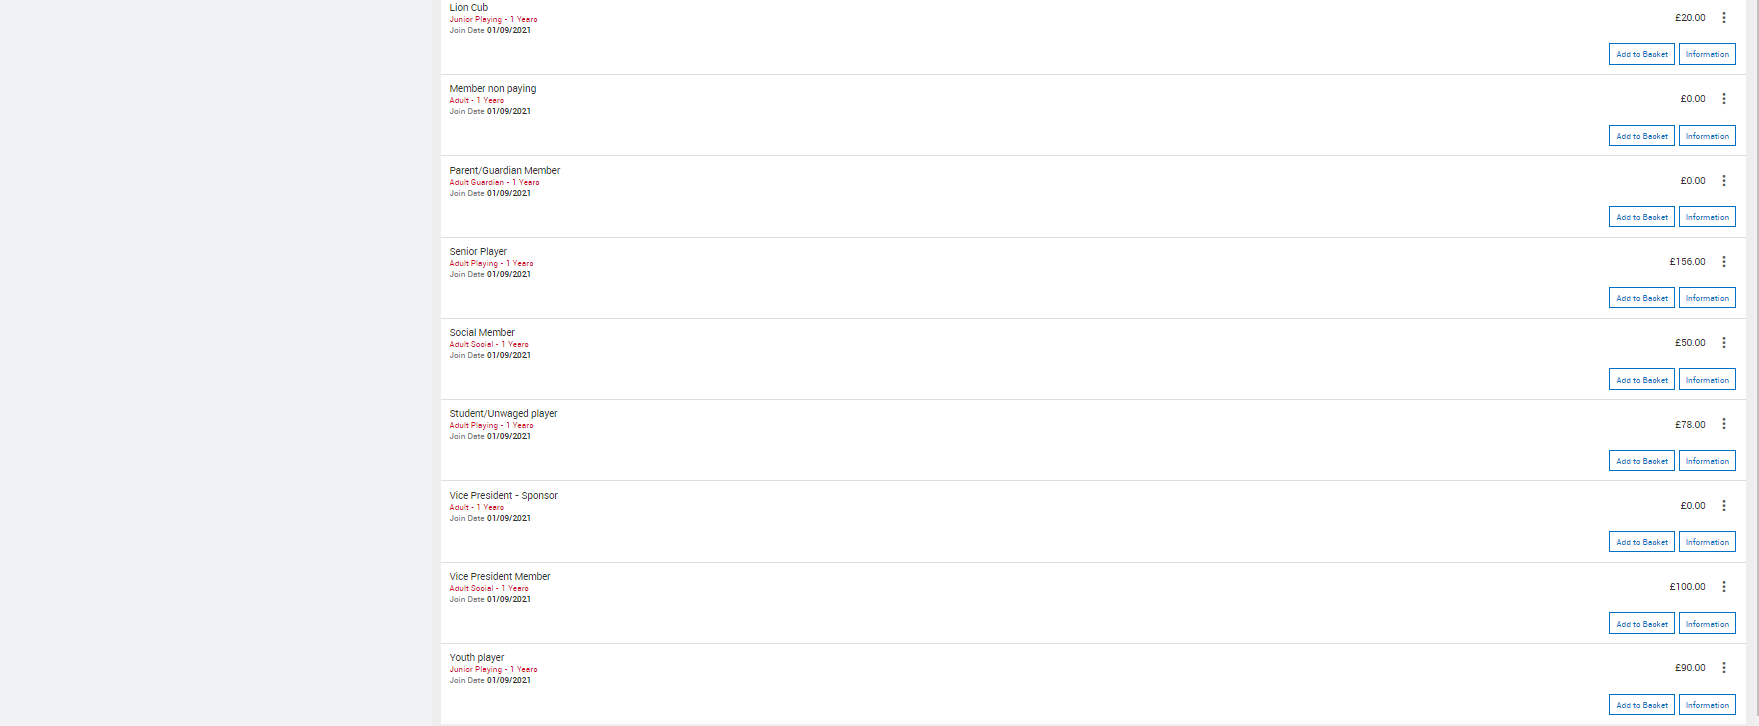 Lion Cub
Junior Playing - 1 Years
£20.00
Join Date 01/09/2021
Add to Basket Information
Member non paying
Adult - 1 Years
£0.00
Join Date 01/09/2021
Add to Basket Information
Parent/Guardian Member
Adult Guardian - 1 Years
£0.00
Join Date 01/09/2021
Add to Basket Information
Senior Player
Adult Playing - 1 Years
£156.00
Join Date 01/09/2021
Add to Basket Information
Social Member
Adult Social - 1 Years
£50.00
Join Date 01/09/2021
Add to Basket Information
Student/Unwaged player
Adult Playing - 1 Years
£78.00
Join Date 01/09/2021
Add to Basket Information
Vice President - Sponsor
Adult - 1 Years
£0.00
Join Date 01/09/2021
Add to Basket Information
Vice President Member
Adult Social - 1 Years
£100.00
Join Date 01/09/2021
Add to Basket Information
Youth player
Junior Playing - 1 Years
£90.00
Join Date 01/09/2021
Add to Basket Information